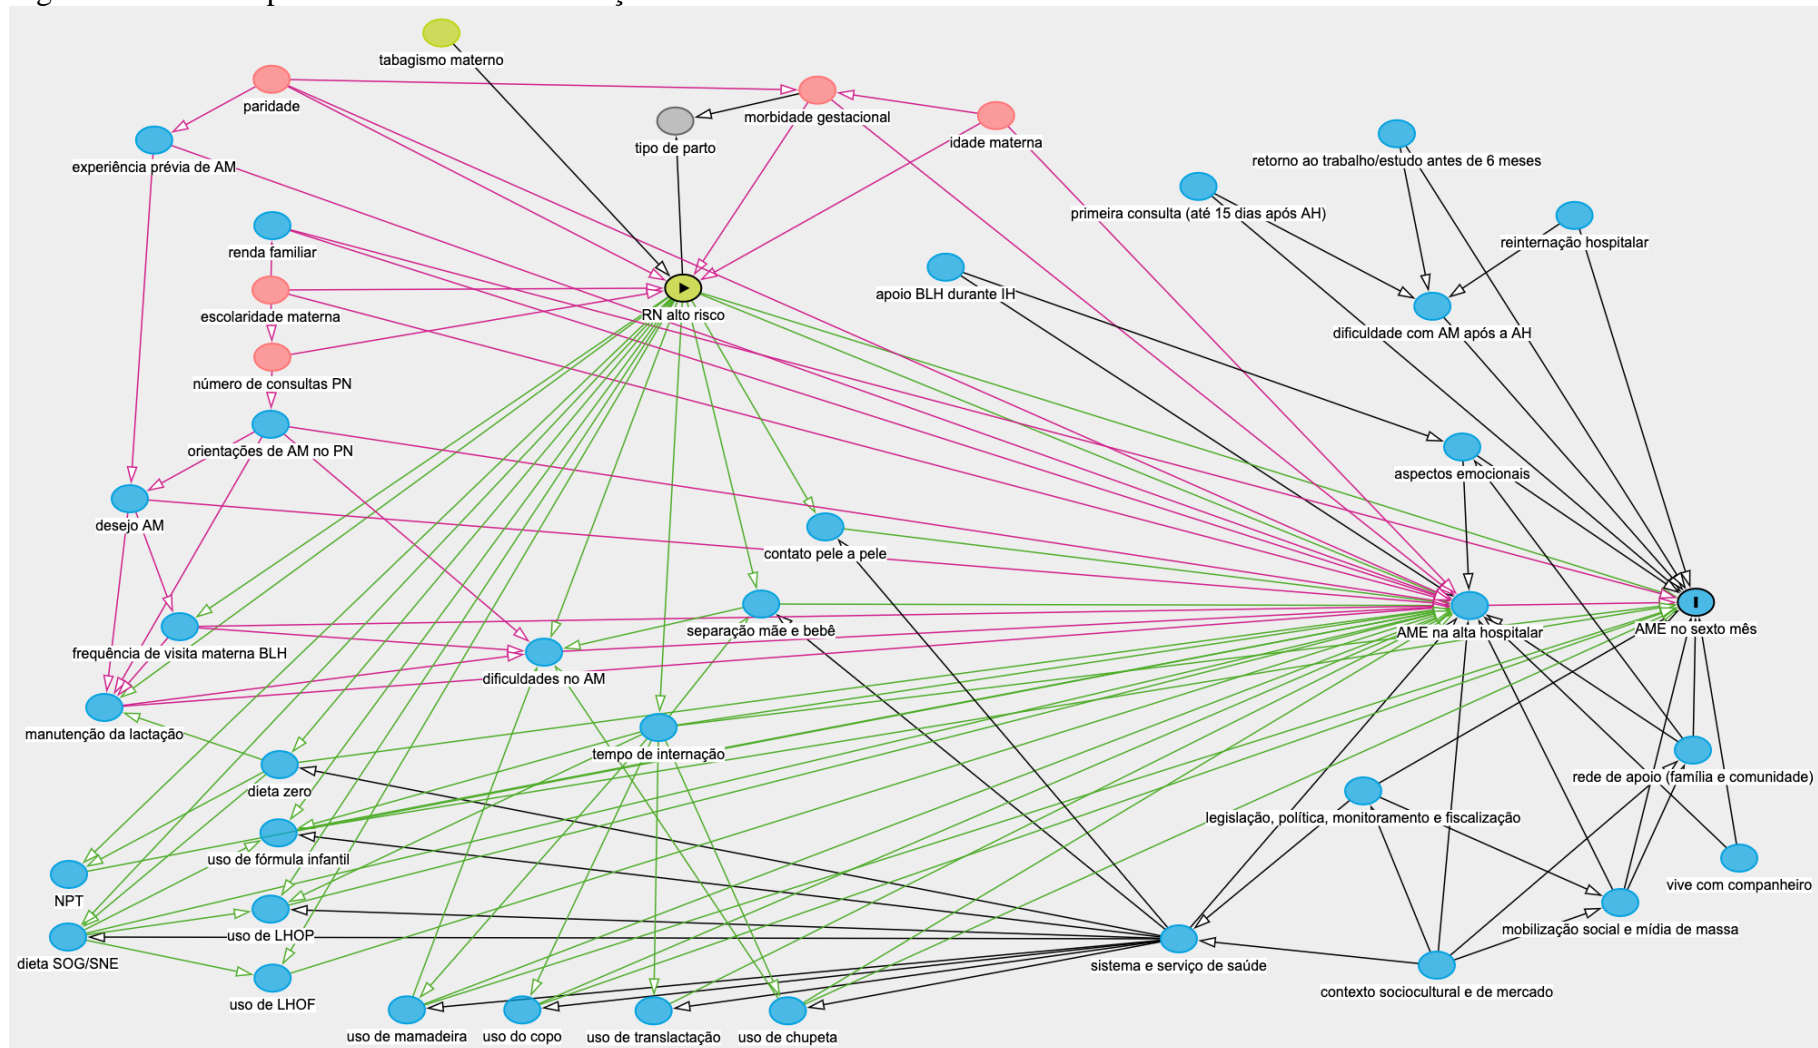 tabagismo materno
paridade
morbidade gestacional
tipo de parto
idade materna
experiência prévia de AM
retorno ao trabalho/estudo antes de 6 meses
primeira consulta (até 15 dias após AH)
renda familiar
reinternação hospitalar
apoio BLH durante IH
escolaridade materna
RN alto risco
dificuldade com AM após a AH
número de consultas PN
orientações de AM no PN
aspectos emocionais
desejo AM
contato pele a pele
separação mãe e bebê
AME na alta hospitalar
AME no sexto mês
frequência de visita materna BLH
dificuldades no AM
manutenção da lactação
tempo de internação
rede de apoio (família e comunidade)
dieta zero
legislação, política, monitoramento e fiscalização
uso de fórmula infantil
vive com companheiro
NPT
uso de LHOP
mobilização social e mídia de massa
dieta SOG/SNE
sistema e serviço de saúde
contexto sociocultural e de mercado
uso de LHOF
uso de mamadeira
uso do copo
uso de translactação
uso de chupeta